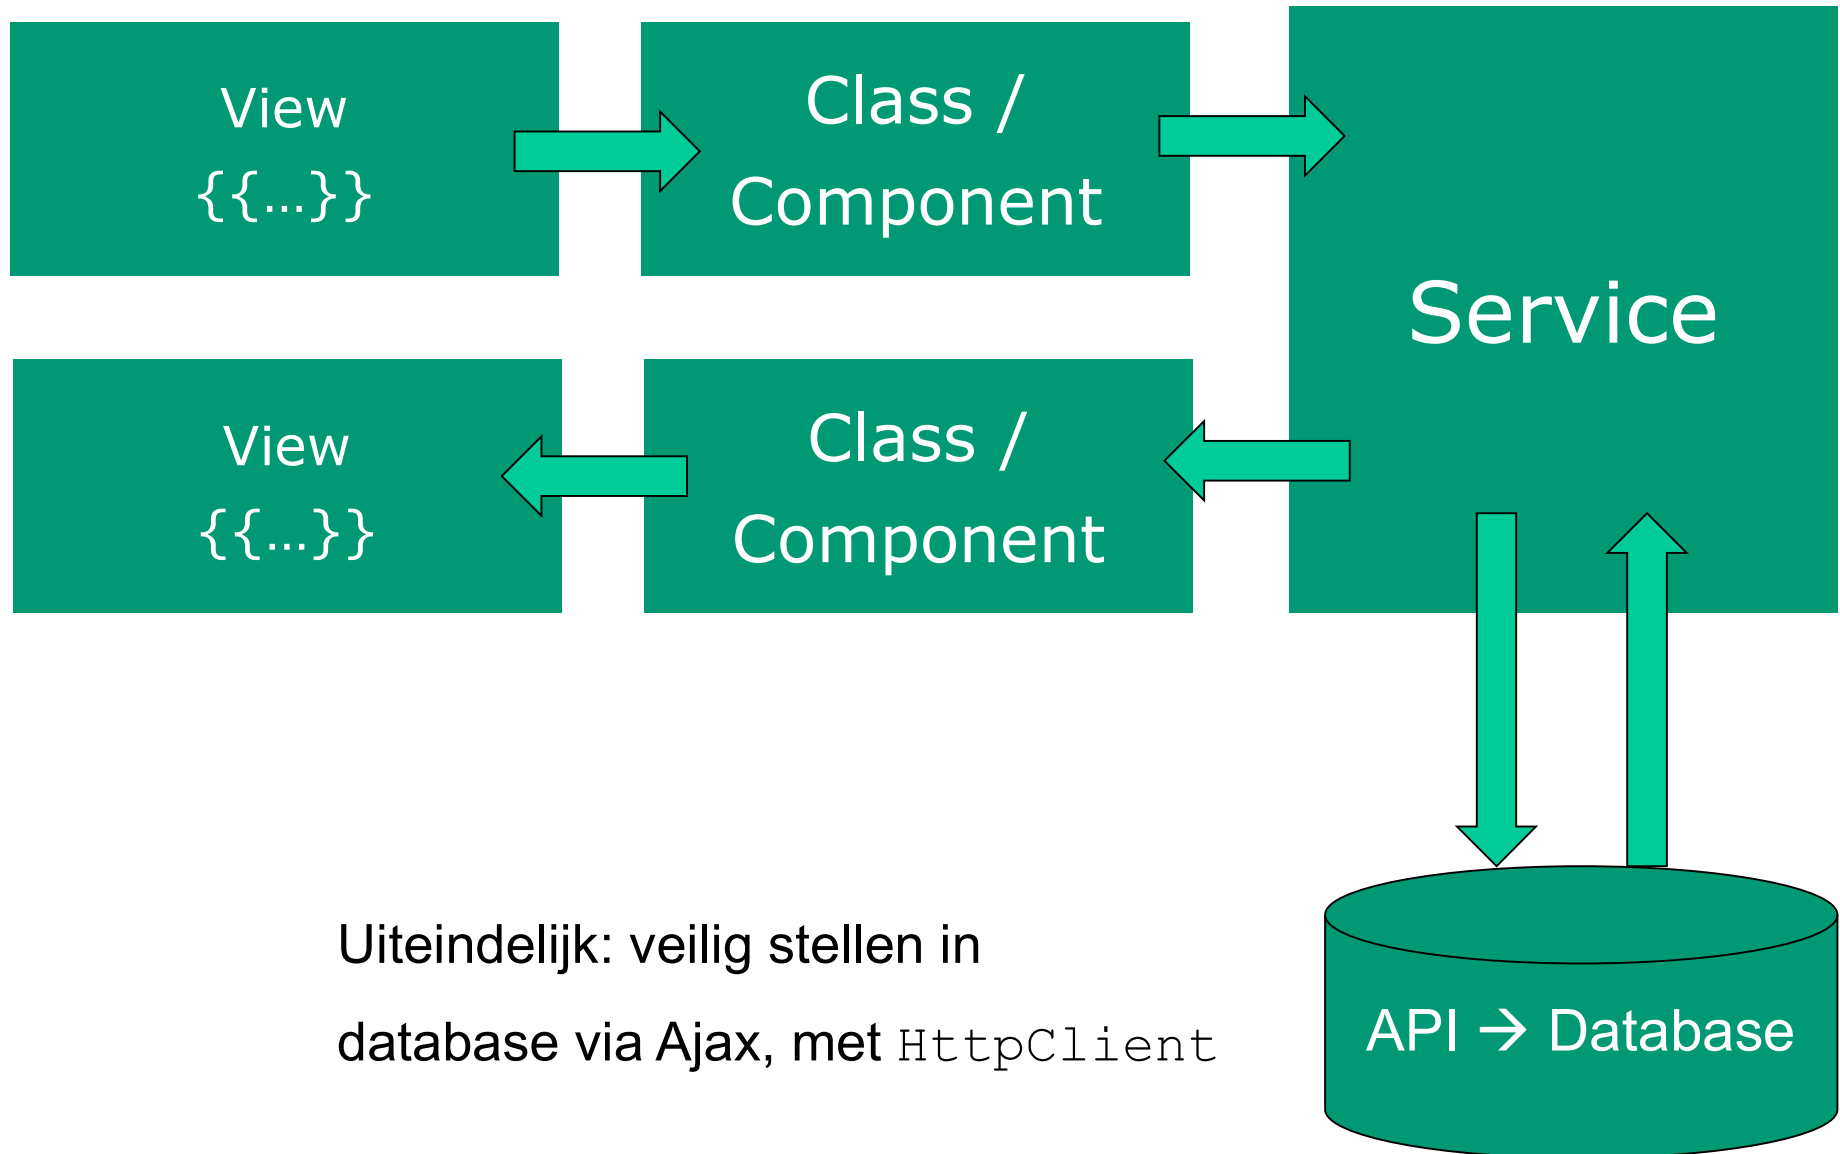 View
{{...}}
Class /
Component
Service
View
{{...}}
Class /
Component
Uiteindelijk: veilig stellen in
database via Ajax, met HttpClient
API → Database